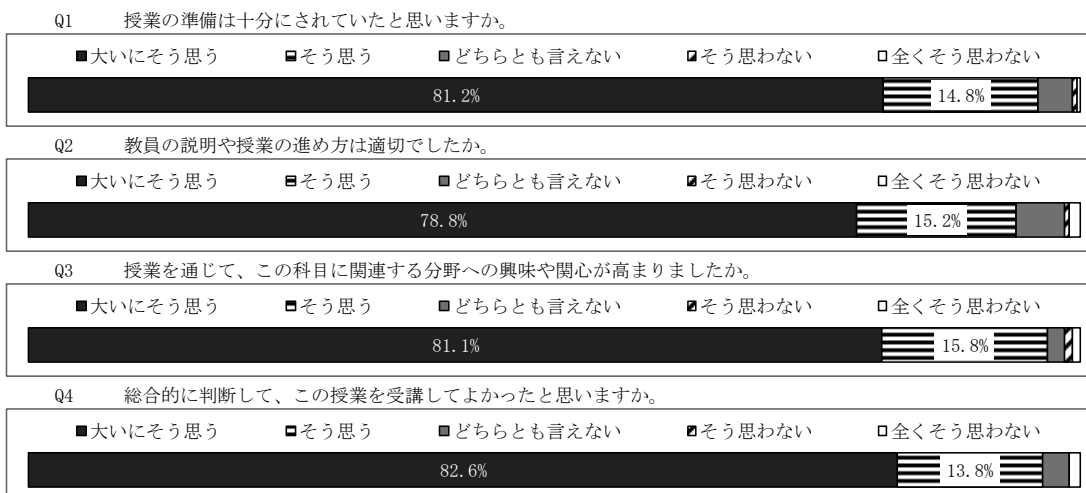 Q1 授業の準備は十分にされていたと思いますか。
大いにそう思う そう思う どちらとも言えない そう思わない 全くそう思わない
81.2% 14.8%
Q2 教員の説明や授業の進め方は適切でしたか。
大いにそう思う そう思う どちらとも言えない そう思わない 全くそう思わない
78.8% 15.2%
Q3 授業を通じて、この科目に関連する分野への興味や関心が高まりましたか。
大いにそう思う そう思う どちらとも言えない そう思わない 全くそう思わない
81.1% 15.8%
Q4 総合的に判断して、この授業を受講してよかったと思いますか。
大いにそう思う そう思う どちらとも言えない そう思わない 全くそう思わない
82.6% 13.8%